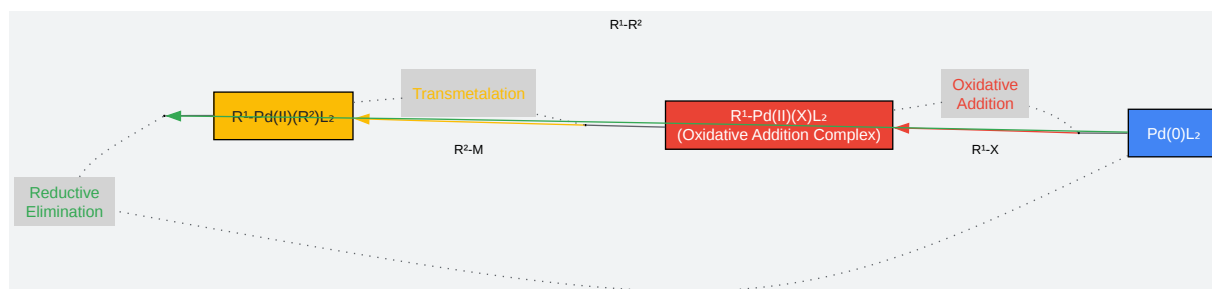 R¹-R²
Oxidative
Addition
Transmetalation
R¹-Pd(II)(R²)L₂
R¹-Pd(II)(X)L₂
(Oxidative Addition Complex)
Pd(0)L₂
R²-M
R¹-X
Reductive
Elimination